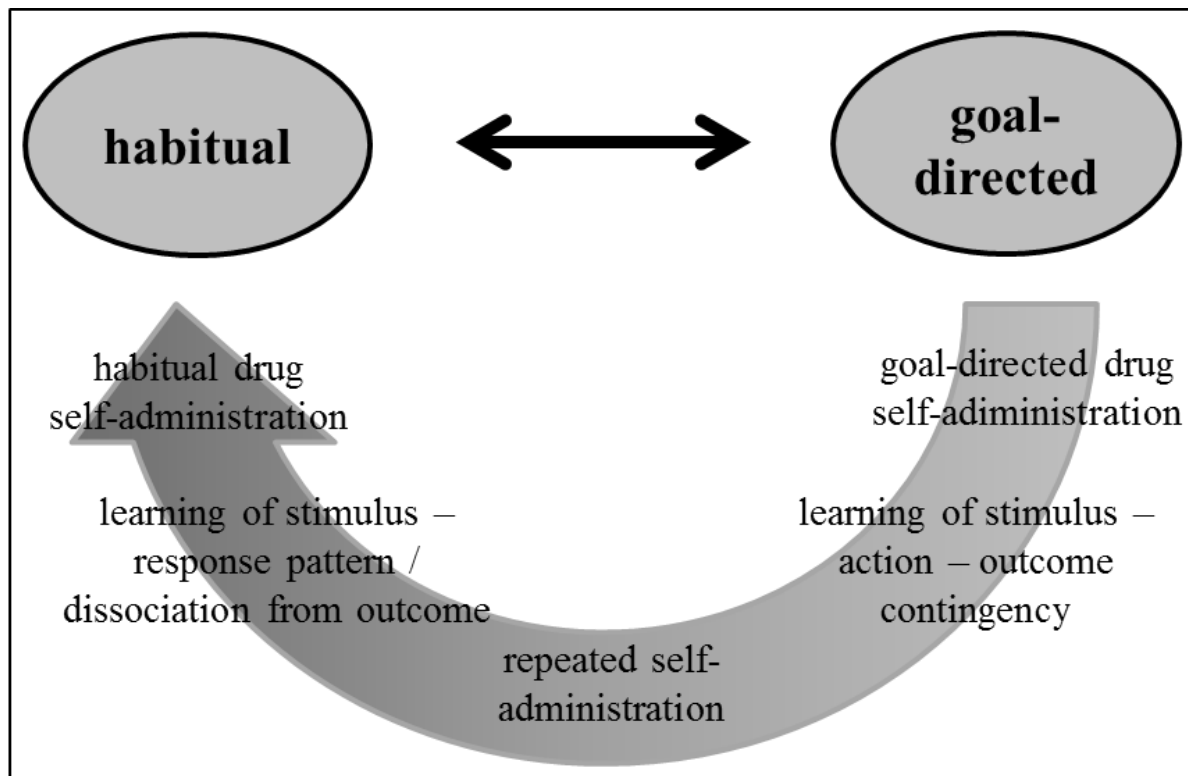 habitual
goal-
directed
habitual drug
self-administration
goal-directed drug
self-adiministration
learning of stimulus –
response pattern /
dissociation from outcome
learning of stimulus –
action – outcome
contingency
repeated self-
administration